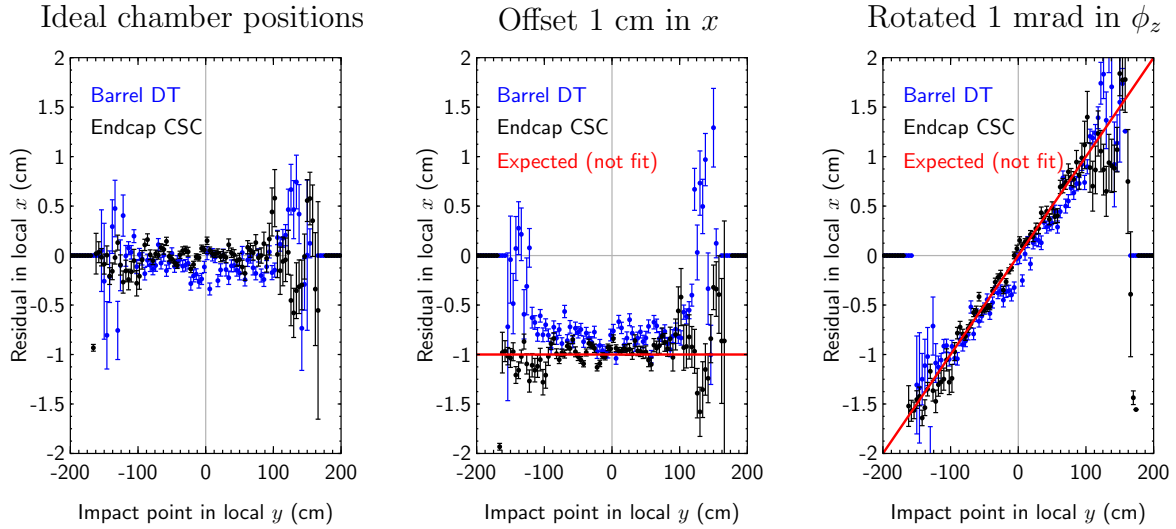 Ideal chamber positions
Residual in local x (cm)
2
1.5
1
0.5
0
-0.5
-1
-1.5
-2
Barrel DT
Endcap CSC
-200 -100 0 100 200
Impact point in local y (cm)
Offset 1 cm in x
Residual in local x (cm)
2
1.5
1
0.5
0
-0.5
-1
-1.5
-2
Barrel DT
Endcap CSC
Expected (not fit)
-200 -100 0 100 200
Impact point in local y (cm)
Rotated 1 mrad in ϕz
Residual in local x (cm)
2
1.5
1
0.5
0
-0.5
-1
-1.5
-2
Barrel DT
Endcap CSC
Expected (not fit)
-200 -100 0 100 200
Impact point in local y (cm)